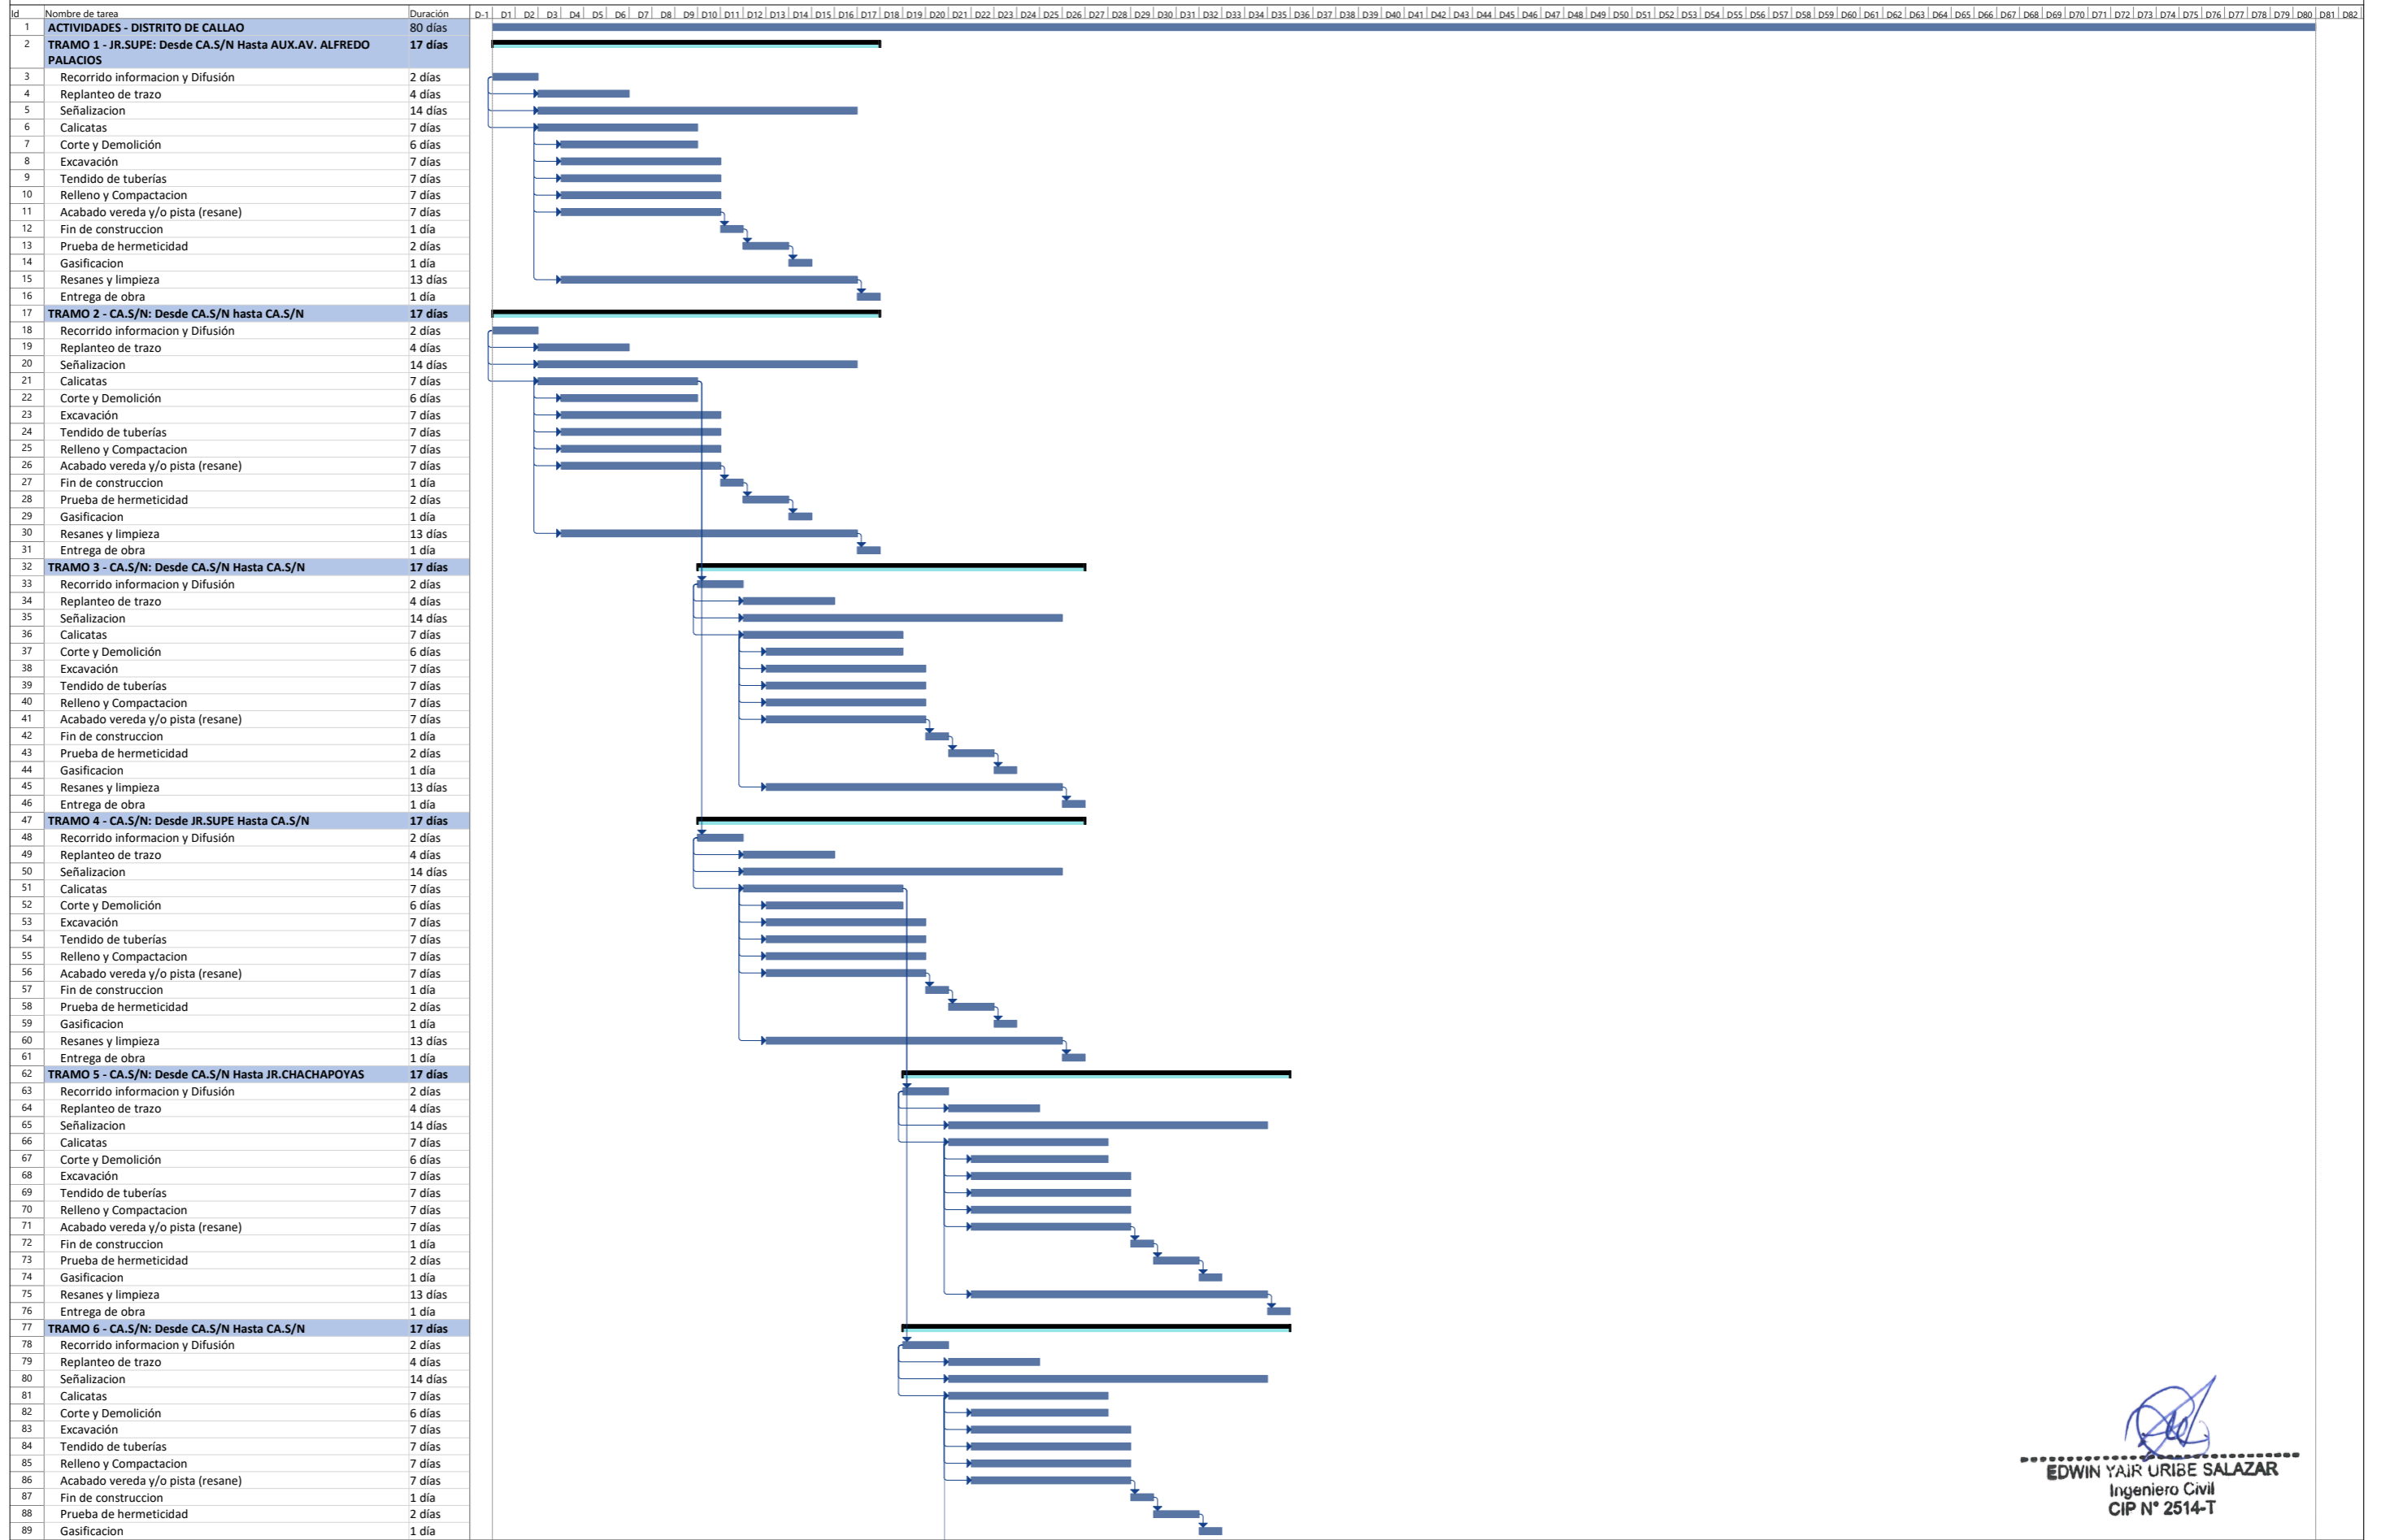 Id Nombre de tarea Duración D-1 D1 D2 D3 D4 D5 D6 D7 D8 D9 D10 D11 D12 D13 D14 D15 D16 D17 D18 D19 D20 D21 D22 D23 D24 D25 D26 D27 D28 D29 D30 D31 D32 D33 D34 D35 D36 D37 D38 D39 D40 D41 D42 D43 D44 D45 D46 D47 D48 D49 D50 D51 D52 D53 D54 D55 D56 D57 D58 D59 D60 D61 D62 D63 D64 D65 D66 D67 D68 D69 D70 D71 D72 D73 D74 D75 D76 D77 D78 D79 D80 D81 D82
1 ACTIVIDADES - DISTRITO DE CALLAO 80 días
2 TRAMO 1 - JR.SUPE: Desde CA.S/N Hasta AUX.AV. ALFREDO 17 días
PALACIOS
3 Recorrido informacion y Difusión 2 días
4 Replanteo de trazo 4 días
5 Señalizacion 14 días
6 Calicatas 7 días
7 Corte y Demolición 6 días
8 Excavación 7 días
9 Tendido de tuberías 7 días
10 Relleno y Compactacion 7 días
11 Acabado vereda y/o pista (resane) 7 días
12 Fin de construccion 1 día
13 Prueba de hermeticidad 2 días
14 Gasificacion 1 día
15 Resanes y limpieza 13 días
16 Entrega de obra 1 día
17 TRAMO 2 - CA.S/N: Desde CA.S/N hasta CA.S/N 17 días
18 Recorrido informacion y Difusión 2 días
19 Replanteo de trazo 4 días
20 Señalizacion 14 días
21 Calicatas 7 días
22 Corte y Demolición 6 días
23 Excavación 7 días
24 Tendido de tuberías 7 días
25 Relleno y Compactacion 7 días
26 Acabado vereda y/o pista (resane) 7 días
27 Fin de construccion 1 día
28 Prueba de hermeticidad 2 días
29 Gasificacion 1 día
30 Resanes y limpieza 13 días
31 Entrega de obra 1 día
32 TRAMO 3 - CA.S/N: Desde CA.S/N Hasta CA.S/N 17 días
33 Recorrido informacion y Difusión 2 días
34 Replanteo de trazo 4 días
35 Señalizacion 14 días
36 Calicatas 7 días
37 Corte y Demolición 6 días
38 Excavación 7 días
39 Tendido de tuberías 7 días
40 Relleno y Compactacion 7 días
41 Acabado vereda y/o pista (resane) 7 días
42 Fin de construccion 1 día
43 Prueba de hermeticidad 2 días
44 Gasificacion 1 día
45 Resanes y limpieza 13 días
46 Entrega de obra 1 día
47 TRAMO 4 - CA.S/N: Desde JR.SUPE Hasta CA.S/N 17 días
48 Recorrido informacion y Difusión 2 días
49 Replanteo de trazo 4 días
50 Señalizacion 14 días
51 Calicatas 7 días
52 Corte y Demolición 6 días
53 Excavación 7 días
54 Tendido de tuberías 7 días
55 Relleno y Compactacion 7 días
56 Acabado vereda y/o pista (resane) 7 días
57 Fin de construccion 1 día
58 Prueba de hermeticidad 2 días
59 Gasificacion 1 día
60 Resanes y limpieza 13 días
61 Entrega de obra 1 día
62 TRAMO 5 - CA.S/N: Desde CA.S/N Hasta JR.CHACHAPOYAS 17 días
63 Recorrido informacion y Difusión 2 días
64 Replanteo de trazo 4 días
65 Señalizacion 14 días
66 Calicatas 7 días
67 Corte y Demolición 6 días
68 Excavación 7 días
69 Tendido de tuberías 7 días
70 Relleno y Compactacion 7 días
71 Acabado vereda y/o pista (resane) 7 días
72 Fin de construccion 1 día
73 Prueba de hermeticidad 2 días
74 Gasificacion 1 día
75 Resanes y limpieza 13 días
76 Entrega de obra 1 día
77 TRAMO 6 - CA.S/N: Desde CA.S/N Hasta CA.S/N 17 días
78 Recorrido informacion y Difusión 2 días
79 Replanteo de trazo 4 días
80 Señalizacion 14 días
81 Calicatas 7 días
82 Corte y Demolición 6 días
83 Excavación 7 días
84 Tendido de tuberías 7 días
85 Relleno y Compactacion 7 días
86 Acabado vereda y/o pista (resane) 7 días
87 Fin de construccion 1 día
88 Prueba de hermeticidad 2 días
89 Gasificacion 1 día
EDWIN YAIR URIBE SALAZAR
Ingeniero Civil
CIP N° 2514-T